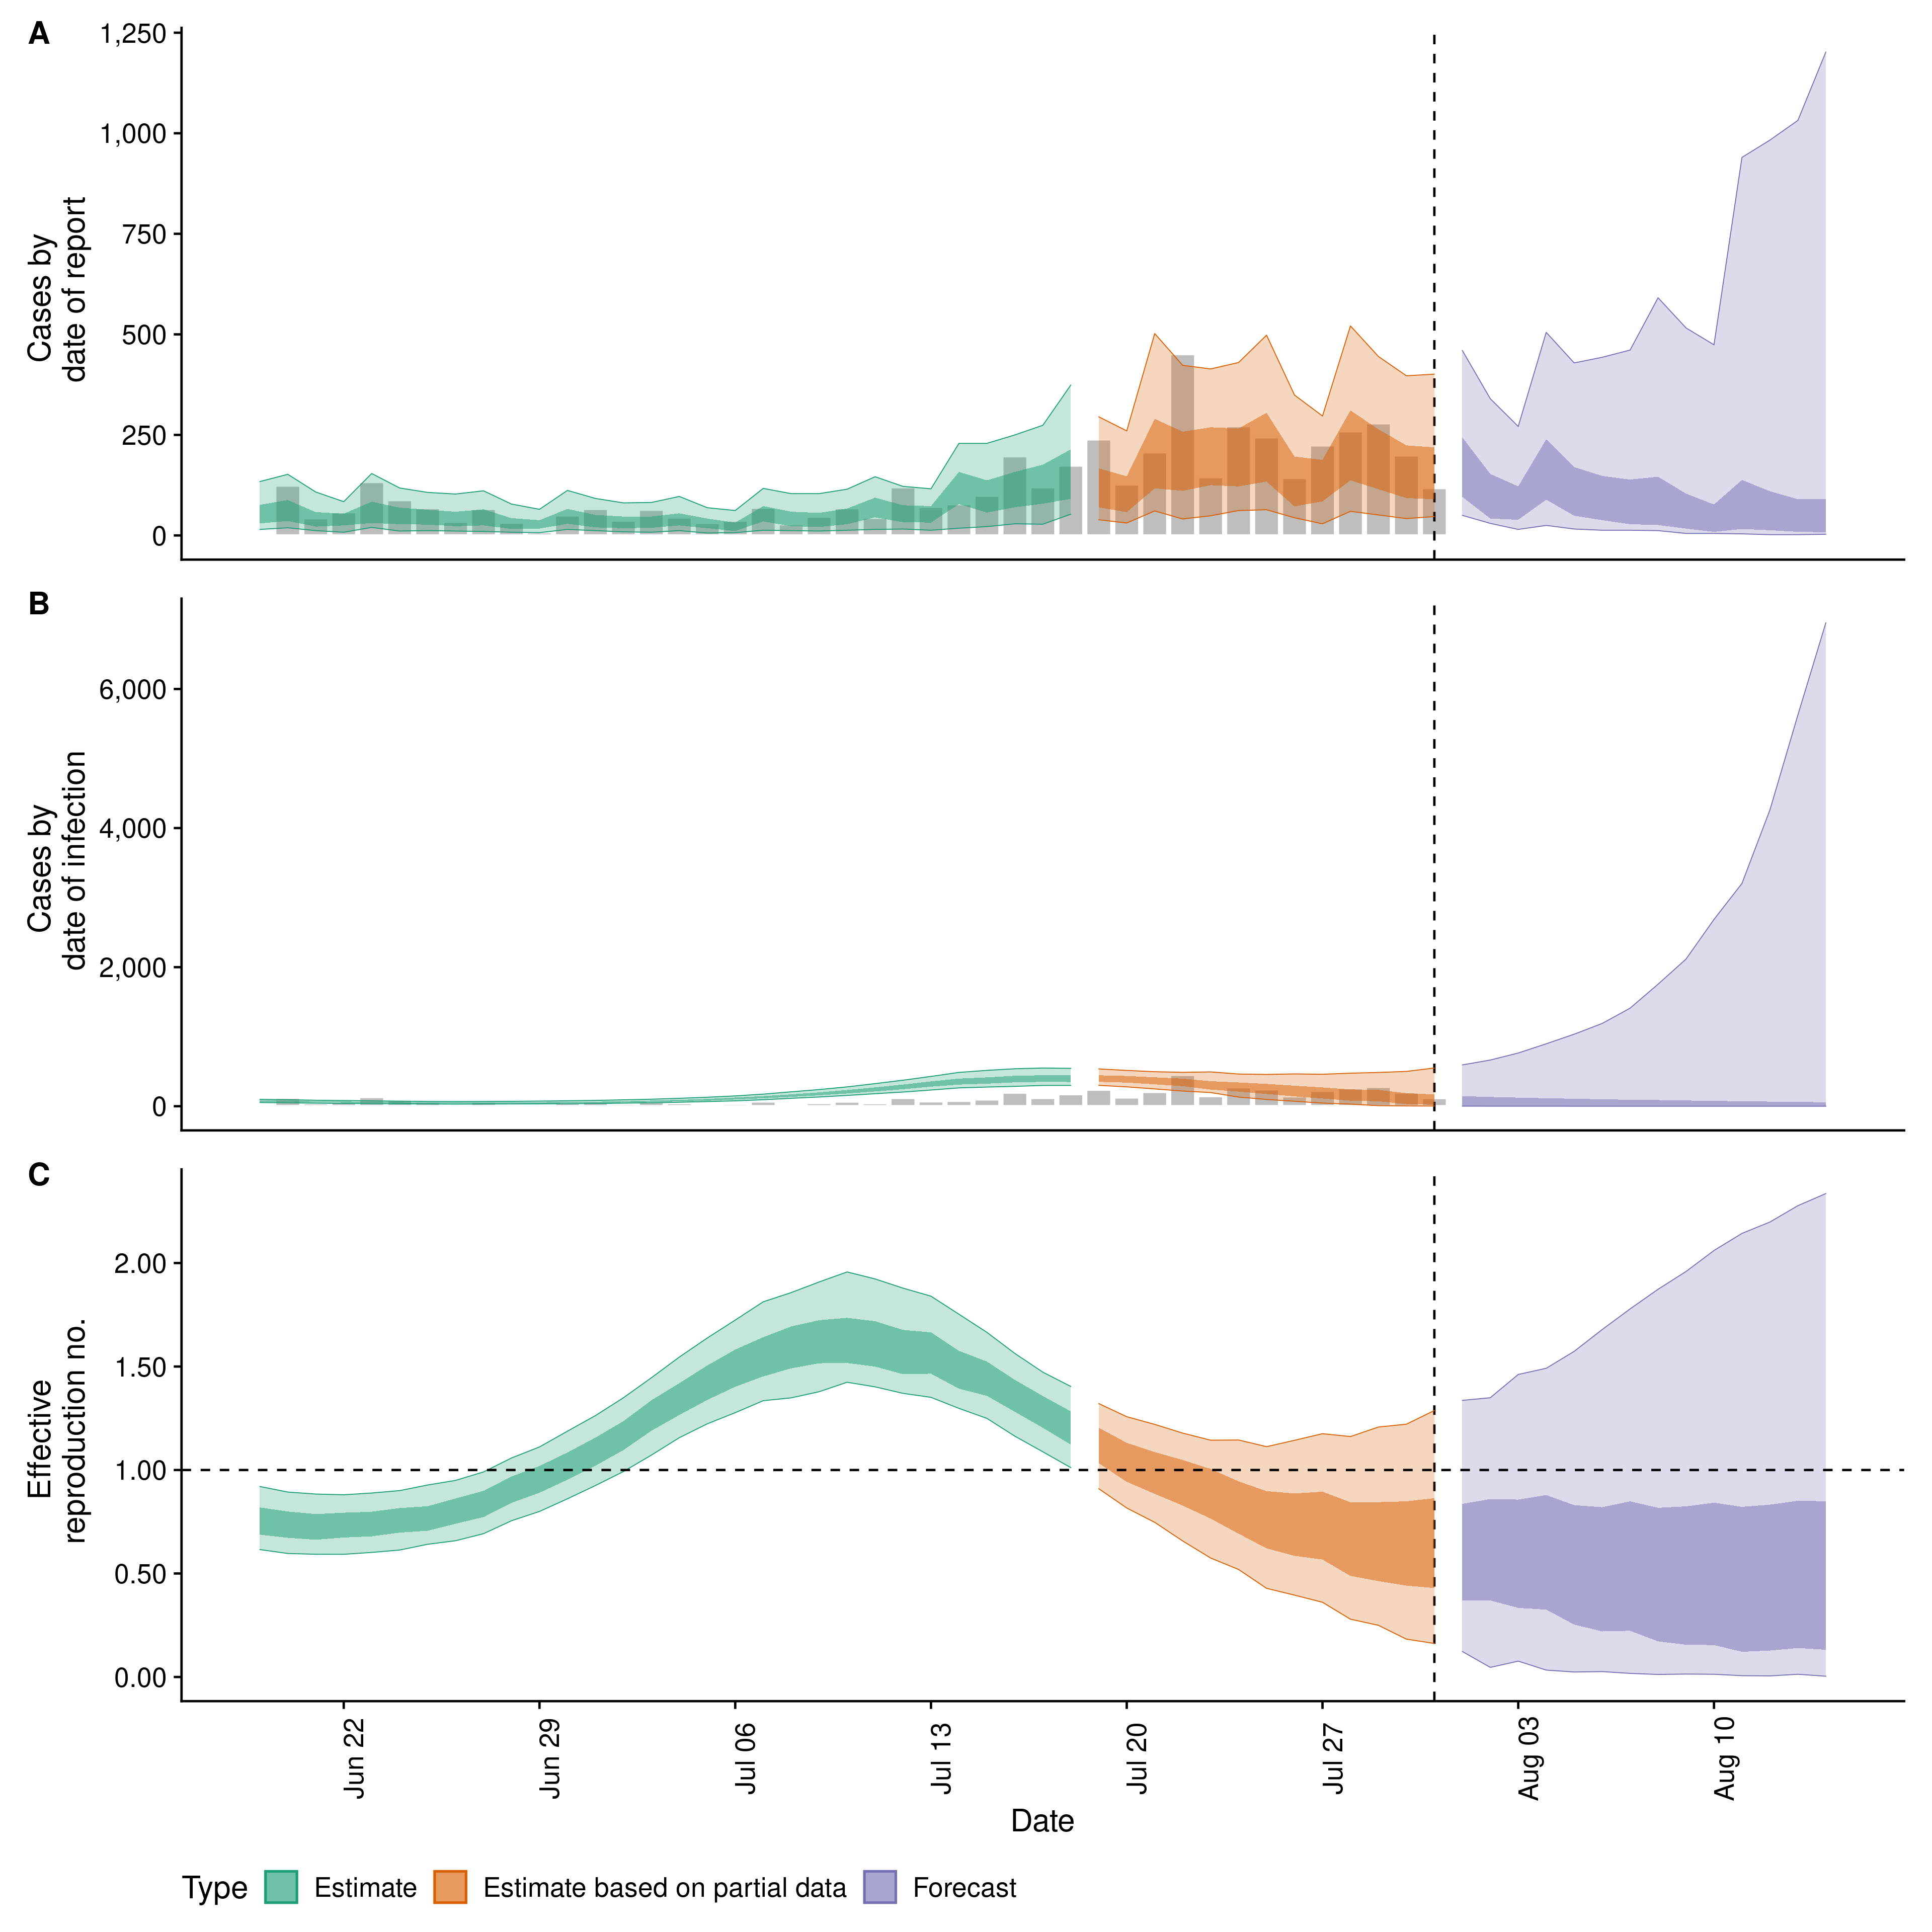 A
1,250
1,000
750
500
250
0
Cases by
date of report
B
6,000
4,000
2,000
0
Cases by
date of infection
C
2.00
1.50
1.00
0.50
0.00
Effective
reproduction no.
Jun 22
Jun 29
Jul 06
Jul 13
Jul 20
Jul 27
Aug 03
Aug 10
Date
Type Estimate Estimate based on partial data Forecast